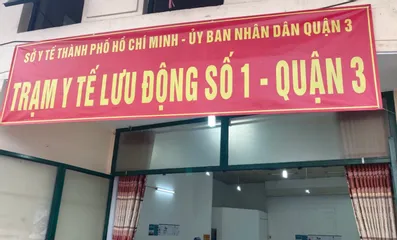 SỞ Y TẾ THÀNH PHỐ HỒ CHÍ MINH - ỦY BAN NHÂN DÂN QUẬN 3
TRẠM Y TẾ LƯU ĐỘNG SỐ 1 - QUẬN 3